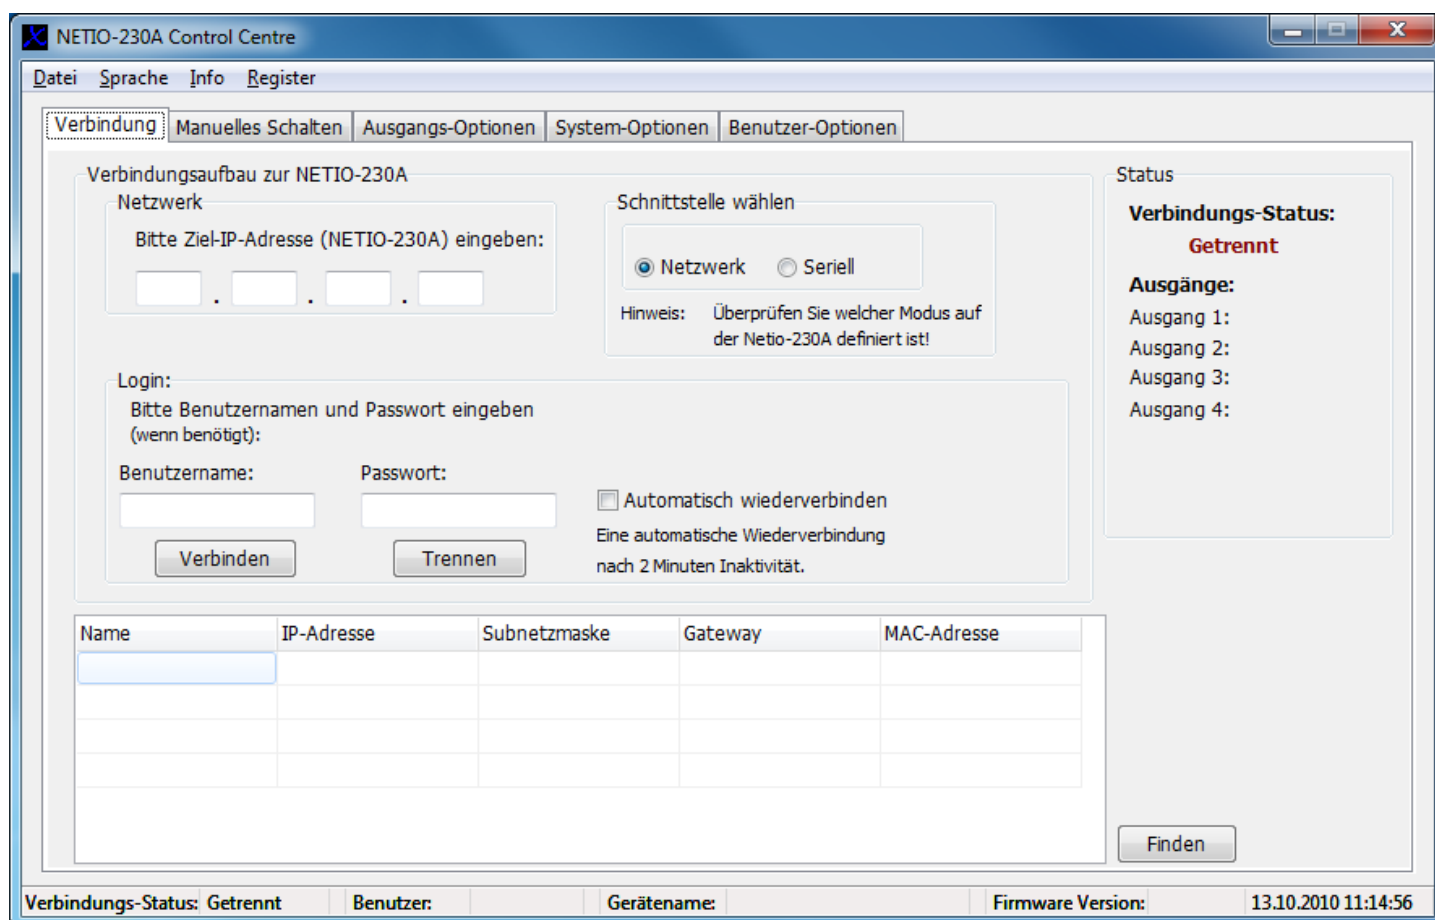 NETIO-230A Control Centre
Datei Sprache Info Register
Verbindung Manuelles Schalten Ausgangs-Optionen System-Optionen Benutzer-Optionen
Verbindungsaufbau zur NETIO-230A
Netzwerk
Bitte Ziel-IP-Adresse (NETIO-230A) eingeben:
. . .
Schnittstelle wählen
Netzwerk Seriell
Hinweis: Überprüfen Sie welcher Modus auf
der Netio-230A definiert ist!
Login:
Bitte Benutzernamen und Passwort eingeben
(wenn benötigt):
Benutzername: Passwort:
Automatisch wiederverbinden
Eine automatische Wiederverbindung
nach 2 Minuten Inaktivität.
Verbinden Trennen
Status
Verbindungs-Status:
Getrennt
Ausgänge:
Ausgang 1:
Ausgang 2:
Ausgang 3:
Ausgang 4:
Name IP-Adresse Subnetzmaske Gateway MAC-Adresse
Finden
Verbindungs-Status: Getrennt Benutzer: Gerätename: Firmware Version: 13.10.2010 11:14:56